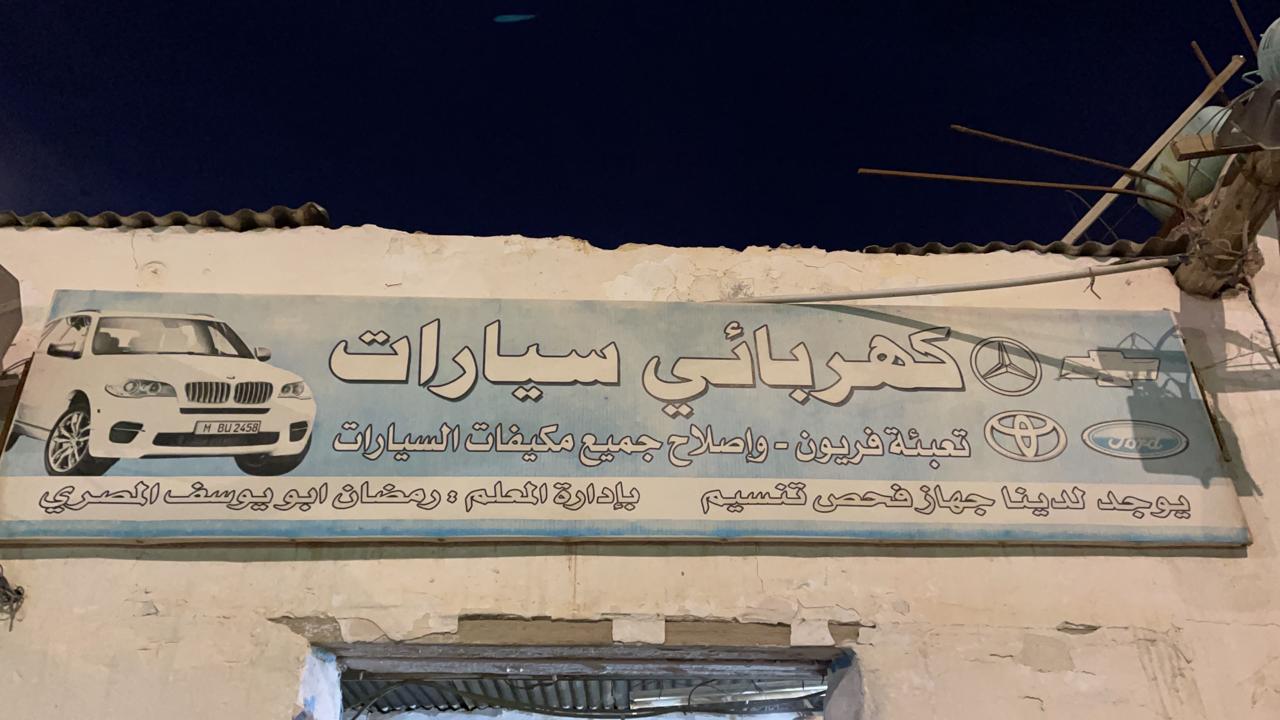 كهربائي سيارات
تعبئة فريون - وإصلاح جميع مكيفات السيارات
يوجد لدينا جهاز فحص تنسيم بإدارة المعلم : رمضان ابو يوسف المصري
Ford
M BU 2458